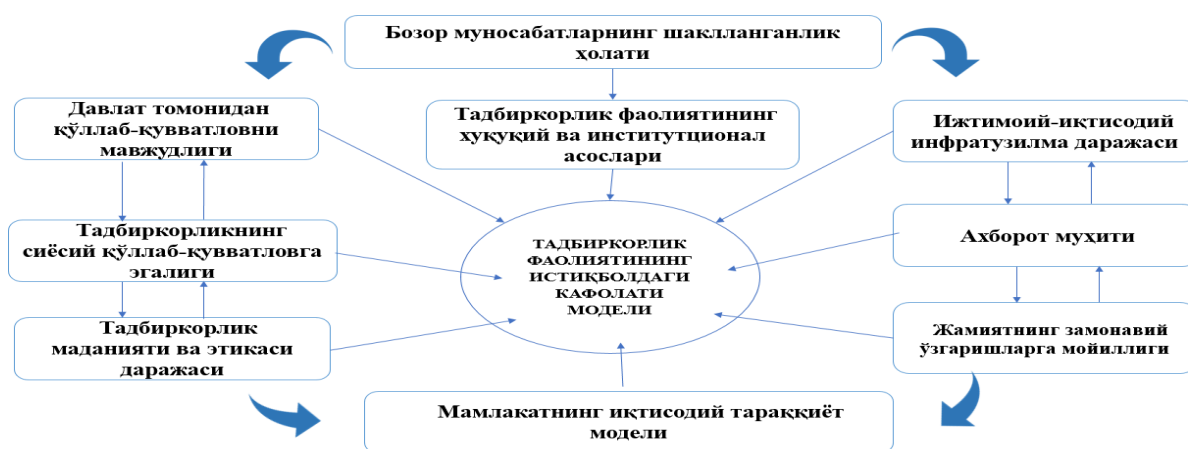 Бозор муносабатларнинг шаклланганлик
ҳолати
Давлат томонидан
қўллаб-қувватловни
мавжудлиги
Тадбиркорлик фаолиятининг
хуқуқий ва институтционал
асослари
Ижтимоий-иқтисодий
инфратузилма даражаси
Тадбиркорликнинг
сиёсий қўллаб-қувватловга
эгалиги
ТАДБИРКОРЛИК
ФАОЛИЯТИНИНГ
ИСТИҚБОЛДАГИ
КАФОЛАТИ
МОДЕЛИ
Ахборот муҳити
Тадбиркорлик
маданияти ва этикаси
даражаси
Жамиятнинг замонавий
ўзгаришларга мойиллиги
Мамлакатнинг иқтисодий тараққиёт
модели